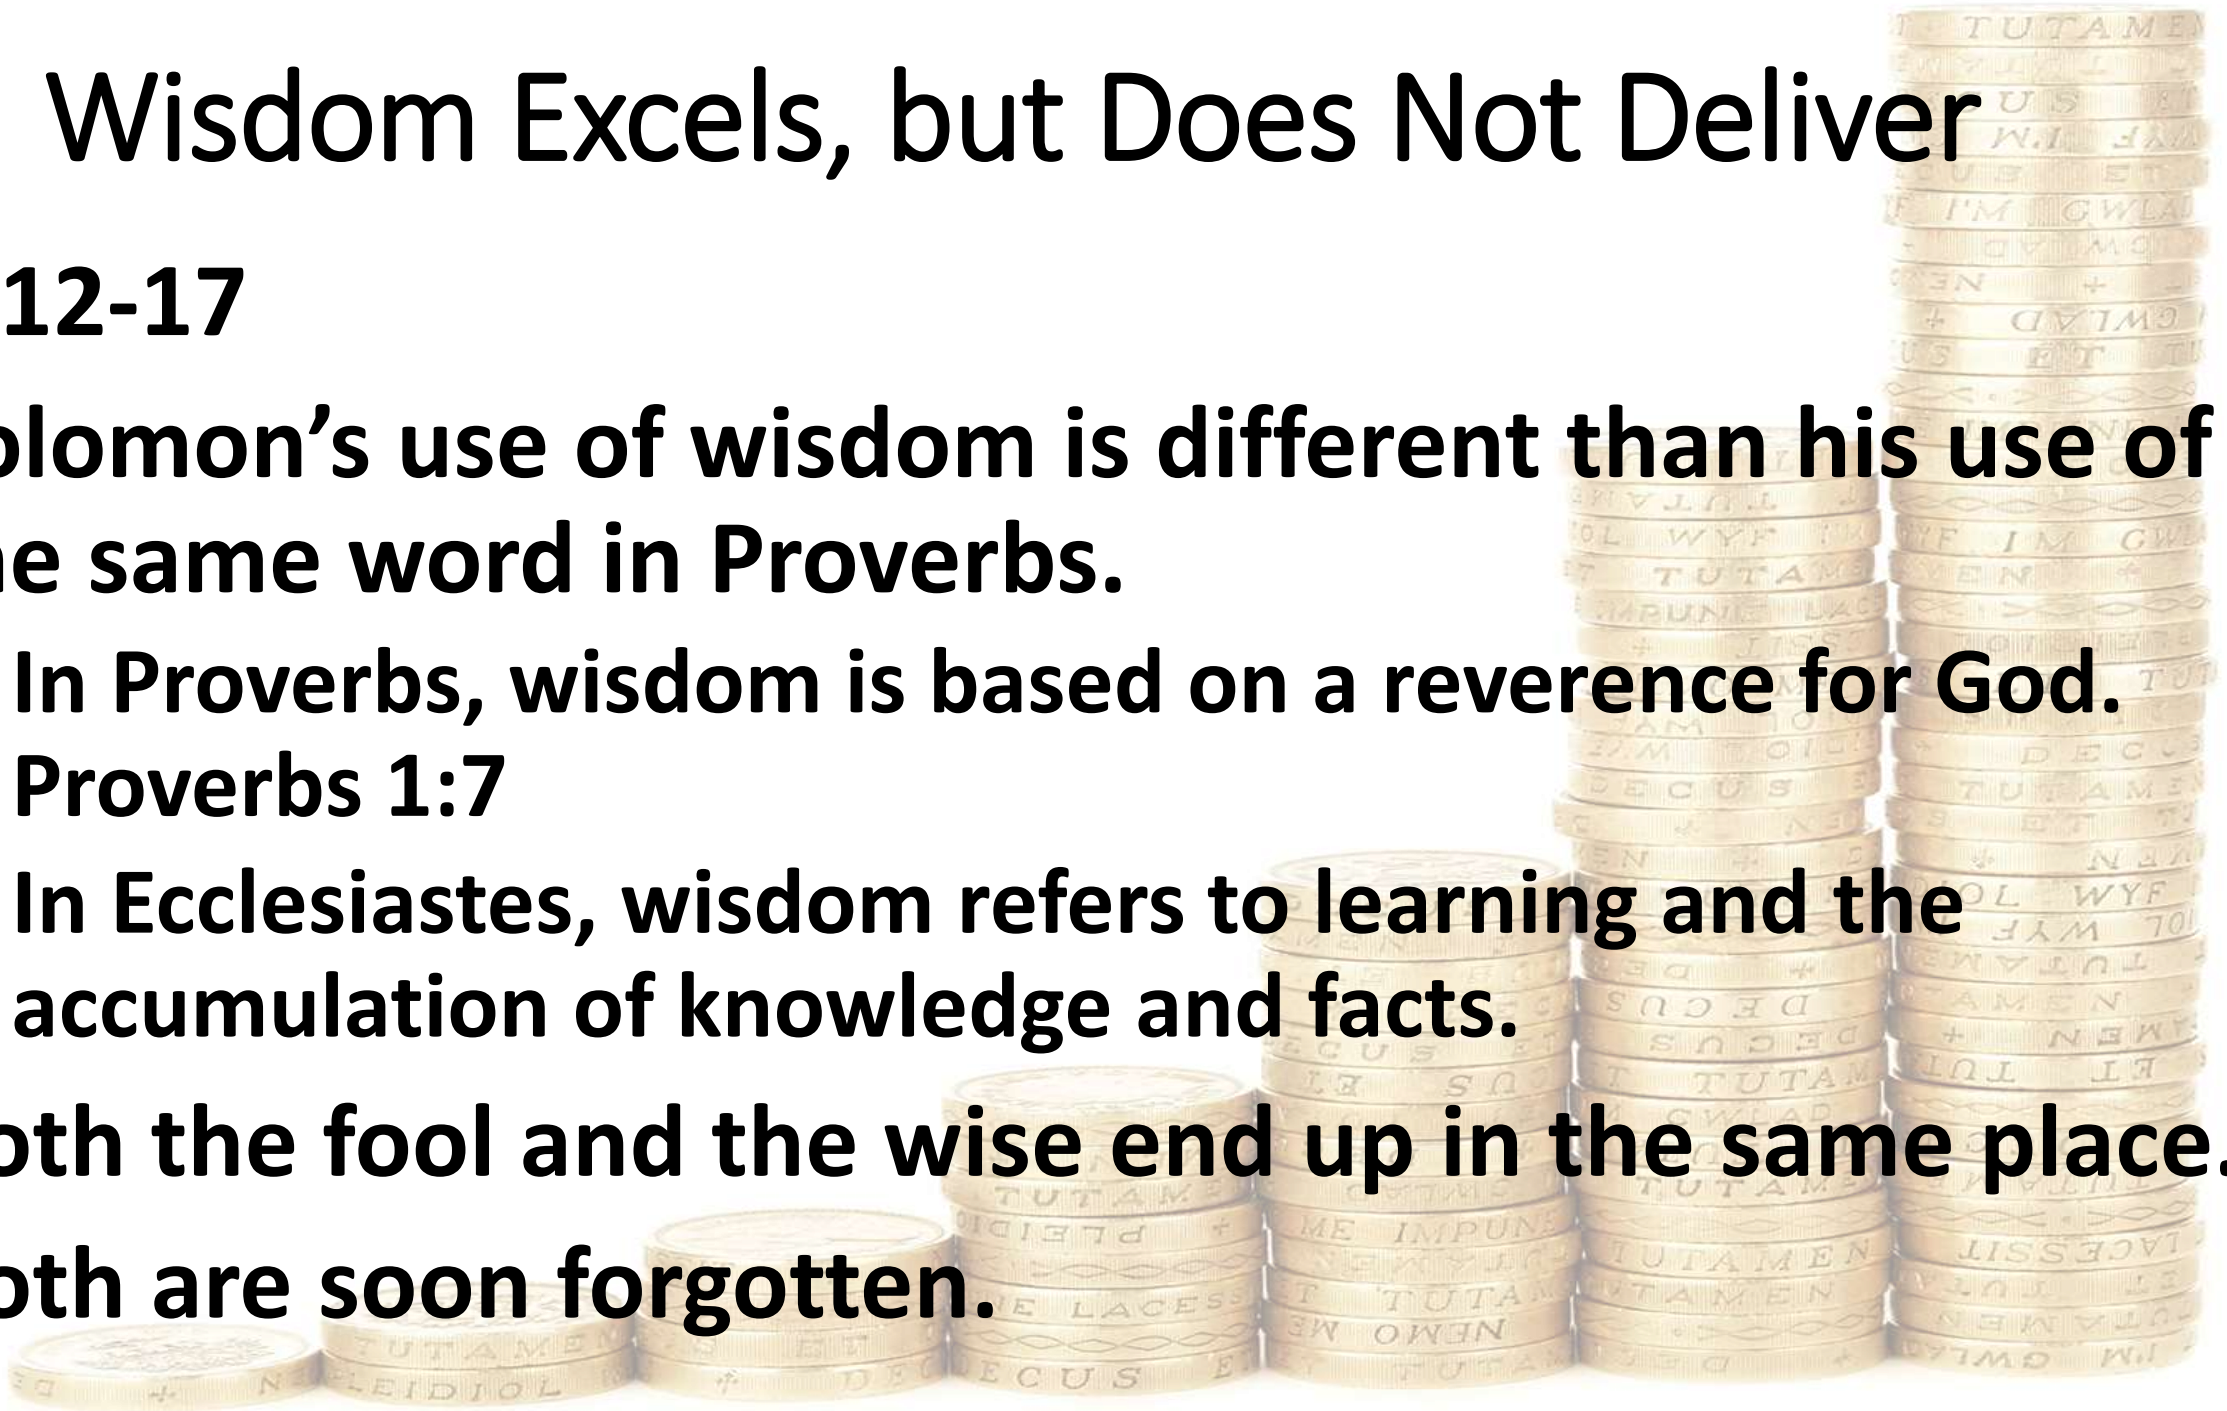 Wisdom Excels, but Does Not Deliver
12-17
olomon’s use of wisdom is different than his use of
he same word in Proverbs.
In Proverbs, wisdom is based on a reverence for God.
Proverbs 1:7
In Ecclesiastes, wisdom refers to learning and the
accumulation of knowledge and facts.
oth the fool and the wise end up in the same place.
oth are soon forgotten.